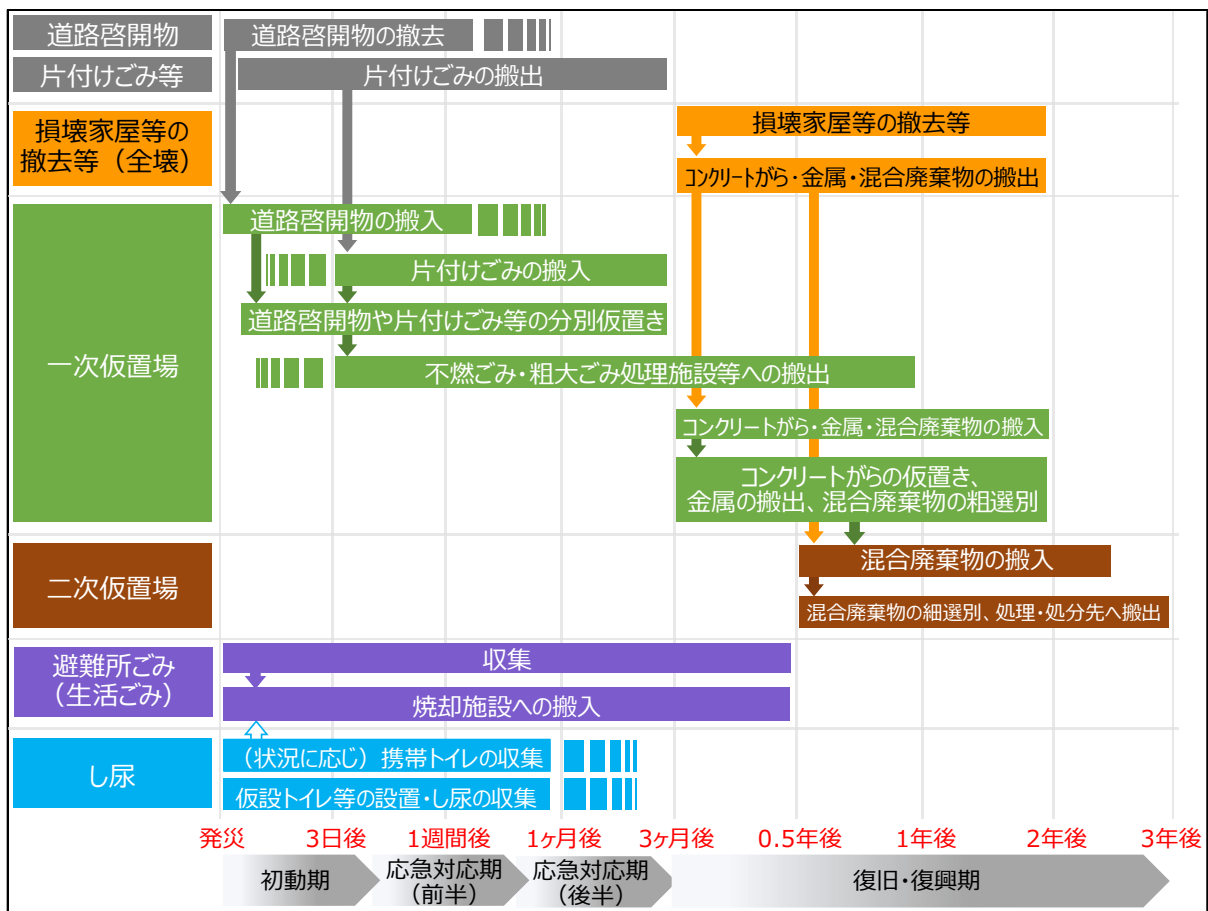 道路啓開物
道路啓開物の撤去
片付けごみ等
片付けごみの搬出
損壊家屋等の
撤去等（全壊）
損壊家屋等の撤去等
コンクリートがら・金属・混合廃棄物の搬出
一次仮置場
道路啓開物の搬入
片付けごみの搬入
道路啓開物や片付けごみ等の分別仮置き
不燃ごみ・粗大ごみ処理施設等への搬出
コンクリートがら・金属・混合廃棄物の搬入
コンクリートがらの仮置き、
金属の搬出、混合廃棄物の粗選別
二次仮置場
混合廃棄物の搬入
混合廃棄物の細選別、処理・処分先へ搬出
避難所ごみ
（生活ごみ）
収集
焼却施設への搬入
し尿
（状況に応じ）携帯トイレの収集
仮設トイレ等の設置・し尿の収集
発災 3日後 1週間後 1ヶ月後 3ヶ月後 0.5年後 1年後 2年後 3年後
初動期
応急対応期
（前半）
応急対応期
（後半）
復旧・復興期